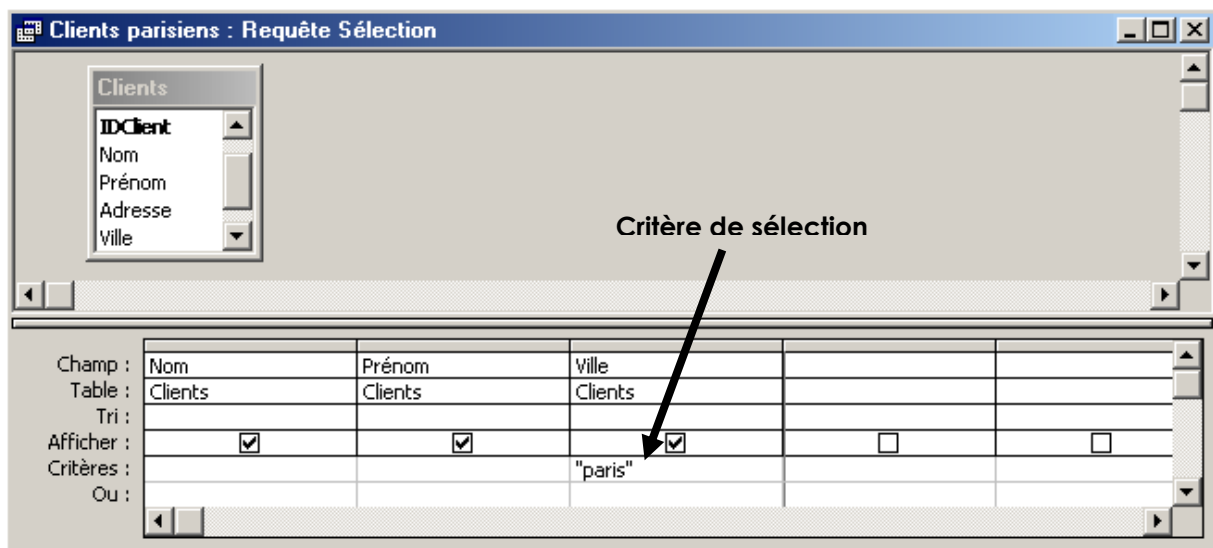 Clients parisiens : Requête Sélection
Clients
IDClient
Nom
Prénom
Adresse
Ville
Critère de sélection
Champ : Nom Prénom Ville
Table : Clients Clients Clients
Tri :
Afficher :
Critères : "paris"
Ou :